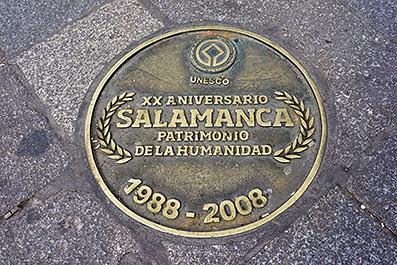 UNESCO
XX ANIVERSARIO
SALAMANCA
PATRIMONIO
DE LA HUMANIDAD
1988 - 2008